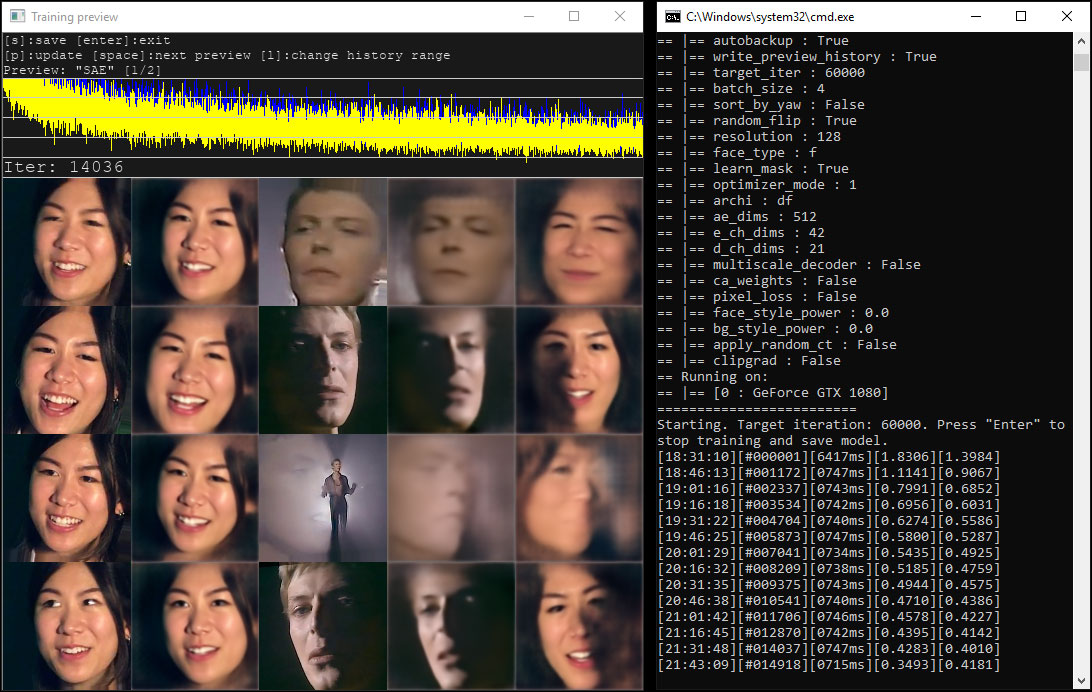 Training preview
[s]:save [enter]:exit
[p]:update [space]:next preview [l]:change history range
Preview: "SAE" [1/2]
Iter: 14036
C:\Windows\system32\cmd.exe
== |== autobackup : True
== |== write_preview_history : True
== |== target_iter : 60000
== |== batch_size : 4
== |== sort_by_yaw : False
== |== random_flip : True
== |== resolution : 128
== |== face_type : f
== |== learn_mask : True
== |== optimizer_mode : 1
== |== archi : df
== |== ae_dims : 512
== |== e_ch_dims : 42
== |== d_ch_dims : 21
== |== multiscale_decoder : False
== |== ca_weights : False
== |== pixel_loss : False
== |== face_style_power : 0.0
== |== bg_style_power : 0.0
== |== apply_random_ct : False
== |== clipgrad : False
== Running on:
== |== [0 : GeForce GTX 1080]
=========================
Starting. Target iteration: 60000. Press "Enter" to
stop training and save model.
[18:31:10][#000001][6417ms][1.8306][1.3984]
[18:46:13][#001172][0747ms][1.1141][0.9067]
[19:01:16][#002337][0743ms][0.7991][0.6852]
[19:16:18][#003534][0742ms][0.6956][0.6031]
[19:31:22][#004704][0740ms][0.6274][0.5586]
[19:46:25][#005873][0747ms][0.5800][0.5287]
[20:01:29][#007041][0734ms][0.5435][0.4925]
[20:16:32][#008209][0738ms][0.5185][0.4759]
[20:31:35][#009375][0743ms][0.4944][0.4575]
[20:46:38][#010541][0740ms][0.4710][0.4386]
[21:01:42][#011706][0746ms][0.4578][0.4227]
[21:16:45][#012870][0742ms][0.4395][0.4142]
[21:31:48][#014037][0747ms][0.4283][0.4010]
[21:43:09][#014918][0715ms][0.3493][0.4181]